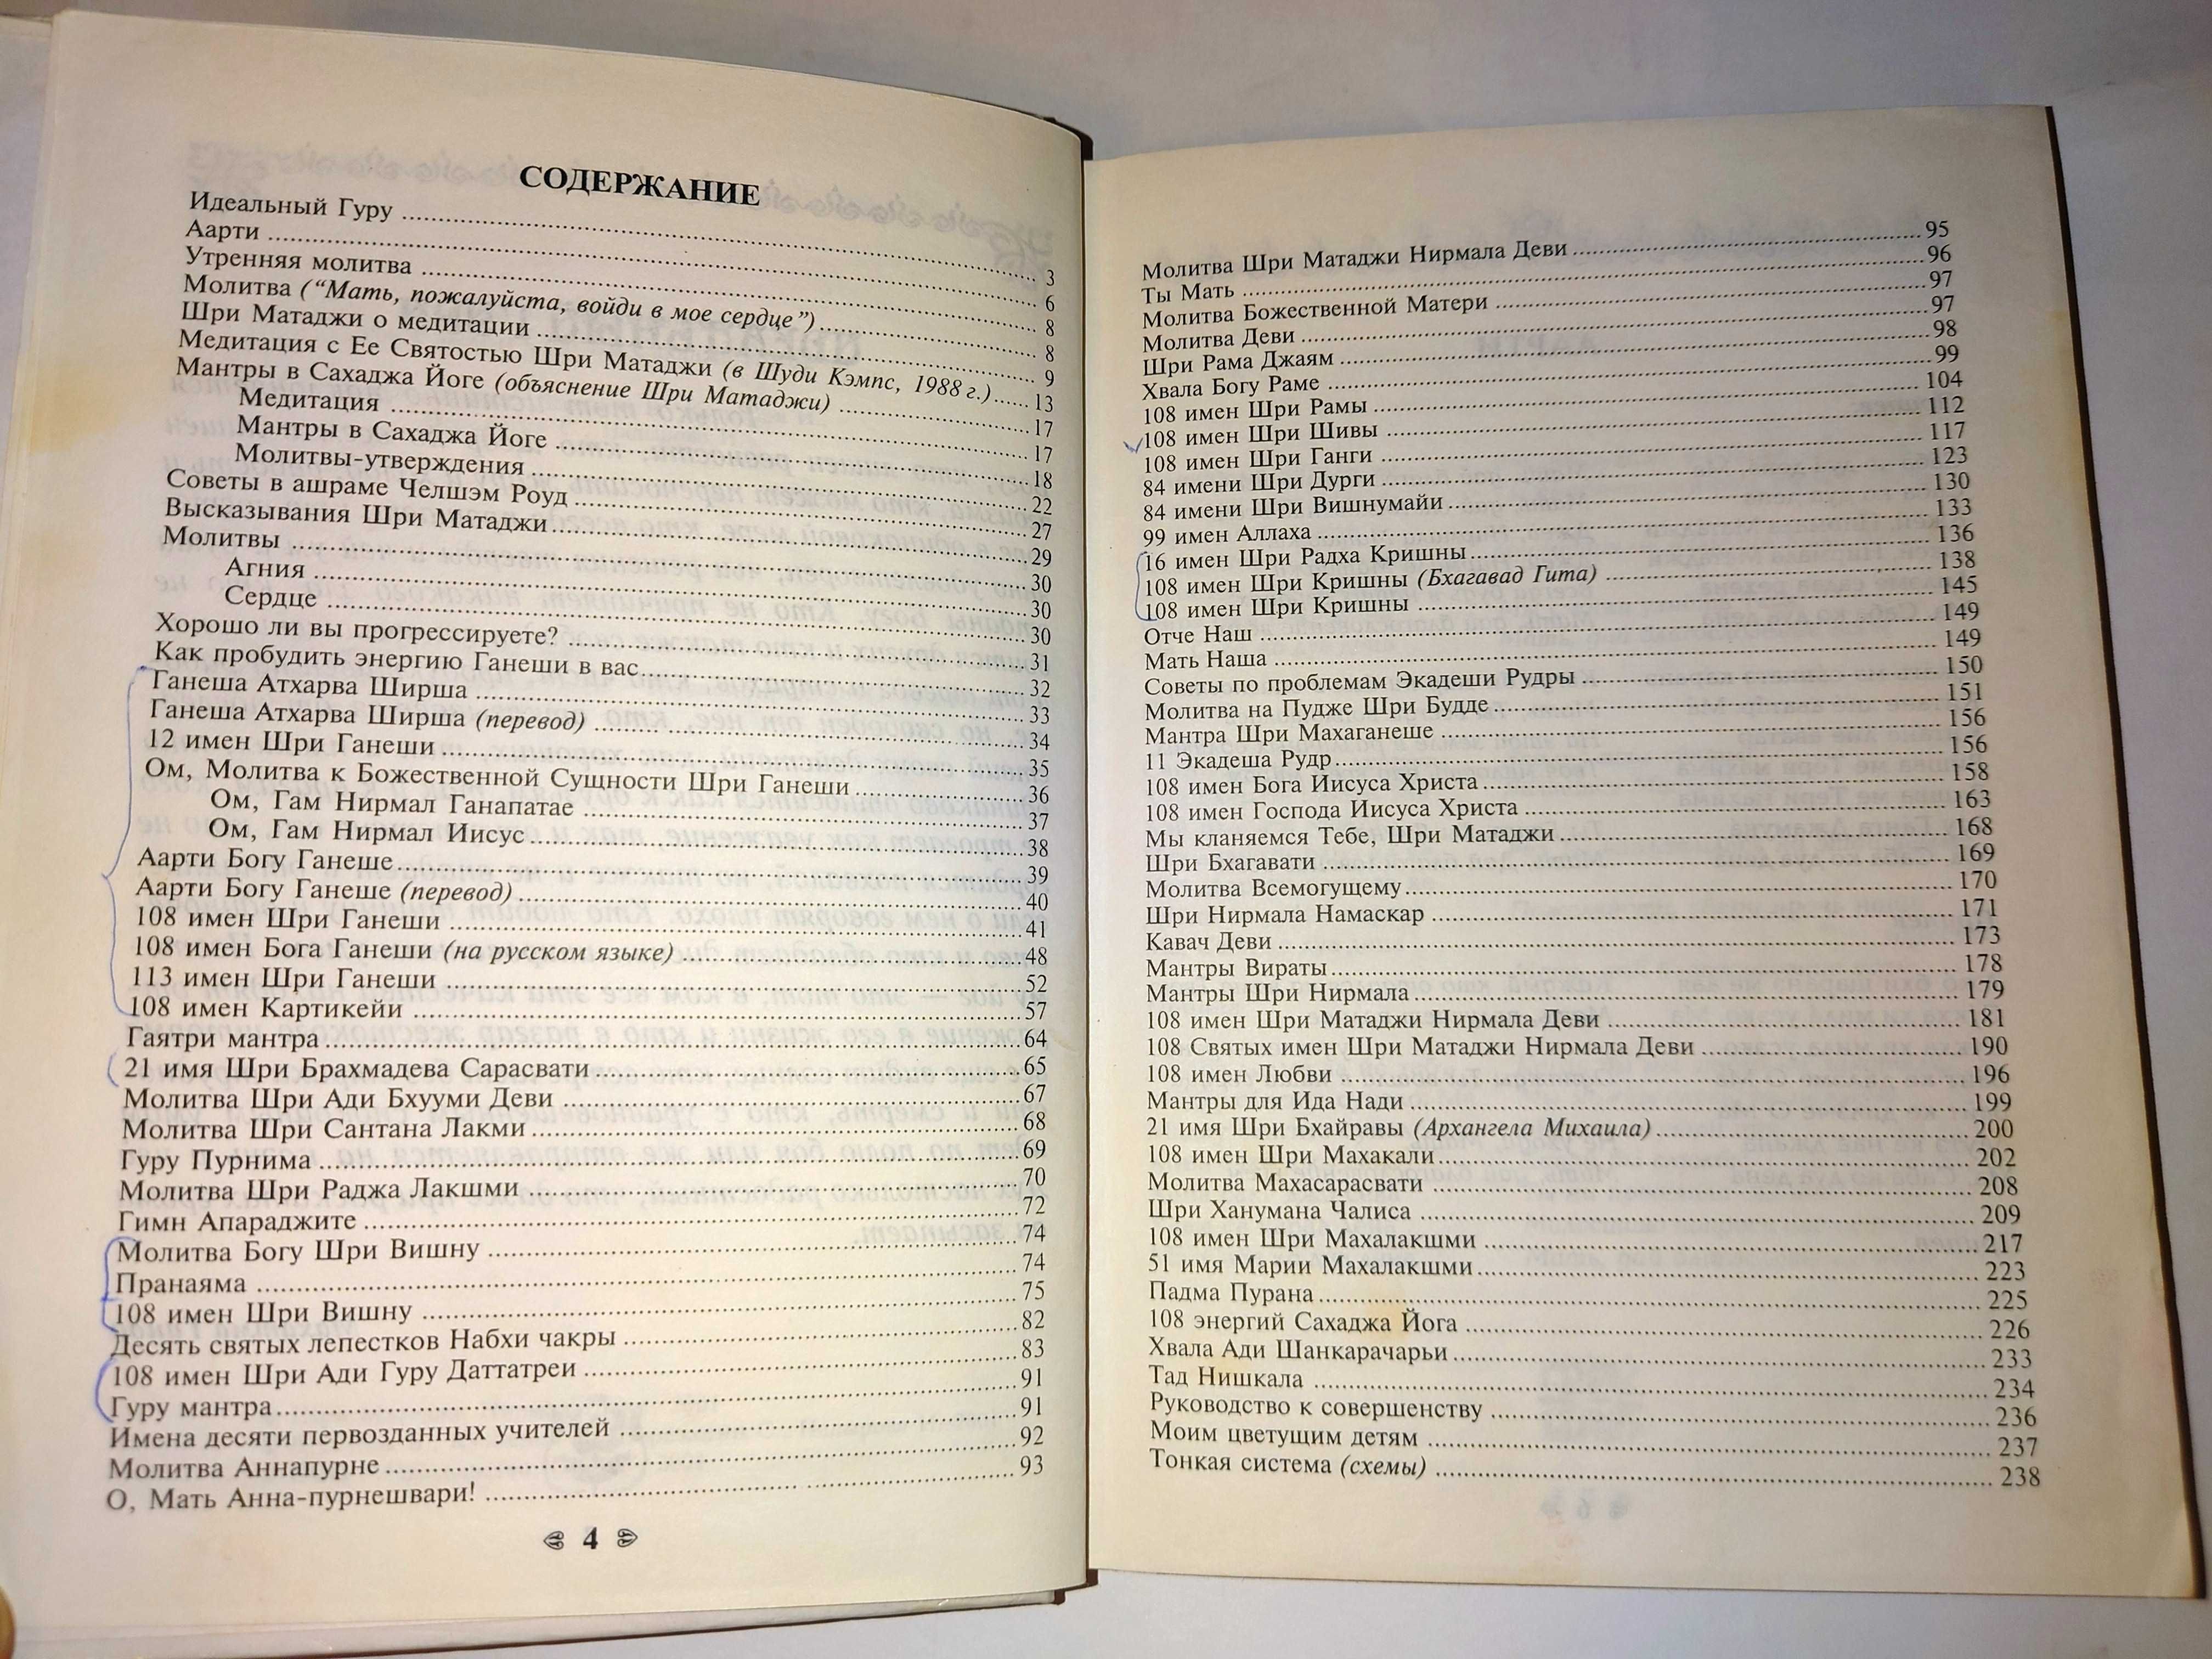 СОДЕРЖАНИЕ
Идеальный Гуру ........ 3
Аарти ........ 6
Утренняя молитва ........ 8
Молитва (“Мать, пожалуйста, войди в мое сердце”) ........ 8
Шри Матаджи о медитации ........ 9
Медитация с Ее Святостью Шри Матаджи (в Шуди Кэмпс, 1988 г.) ...... 13
Мантры в Сахаджа Йоге (объяснение Шри Матаджи) ........ 17
Медитация ........ 17
Мантры в Сахаджа Йоге ........ 18
Молитвы-утверждения ........ 22
Советы в ашраме Челшэм Роуд ........ 27
Высказывания Шри Матаджи ........ 29
Молитвы ........ 30
Агния ........ 30
Сердце ........ 30
Хорошо ли вы прогрессируете? ........ 31
Как пробудить энергию Ганеши в вас ........ 32
Ганеша Атхарва Ширша ........ 33
Ганеша Атхарва Ширша (перевод) ........ 34
12 имен Шри Ганеши ........ 35
Ом, Молитва к Божественной Сущности Шри Ганеши ........ 36
Ом, Гам Нирмал Ганапатае ........ 37
Ом, Гам Нирмал Иисус ........ 38
Аарти Богу Ганеше ........ 39
Аарти Богу Ганеше (перевод) ........ 40
108 имен Шри Ганеши ........ 41
108 имен Бога Ганеши (на русском языке) ........ 48
113 имен Шри Ганеши ........ 52
108 имен Картикейи ........ 57
Гаятри мантра ........ 64
21 имя Шри Брахмадева Сарасвати ........ 65
Молитва Шри Ади Бхууми Деви ........ 67
Молитва Шри Сантана Лакми ........ 68
Гуру Пурнима ........ 69
Молитва Шри Раджа Лакшми ........ 70
Гимн Апараджите ........ 72
Молитва Богу Шри Вишну ........ 74
Пранаяма ........ 74
108 имен Шри Вишну ........ 75
Десять святых лепестков Набхи чакры ........ 82
108 имен Шри Ади Гуру Даттатреи ........ 83
Гуру мантра ........ 91
Имена десяти первозданных учителей ........ 91
Молитва Аннапурне ........ 92
О, Мать Анна-пурнешвари! ........ 93
4
Молитва Шри Матаджи Нирмала Деви ........ 95
Ты Мать ........ 96
Молитва Божественной Матери ........ 97
Молитва Деви ........ 97
Шри Рама Джаям ........ 98
Хвала Богу Раме ........ 99
108 имен Шри Рамы ........ 104
108 имен Шри Шивы ........ 112
108 имен Шри Ганги ........ 117
84 имени Шри Дурги ........ 123
84 имени Шри Вишнумайи ........ 130
99 имен Аллаха ........ 133
16 имен Шри Радха Кришны ........ 136
108 имен Шри Кришны (Бхагавад Гита) ........ 138
108 имен Шри Кришны ........ 145
Отче Наш ........ 149
Мать Наша ........ 149
Советы по проблемам Экадеши Рудры ........ 150
Молитва на Пудже Шри Будде ........ 151
Мантра Шри Махаганеше ........ 156
11 Экадеша Рудр ........ 156
108 имен Бога Иисуса Христа ........ 158
108 имен Господа Иисуса Христа ........ 163
Мы кланяемся Тебе, Шри Матаджи ........ 168
Шри Бхагавати ........ 169
Молитва Всемогущему ........ 170
Шри Нирмала Намаскар ........ 171
Кавач Деви ........ 173
Мантры Вираты ........ 178
Мантры Шри Нирмала ........ 179
108 имен Шри Матаджи Нирмала Деви ........ 181
108 Святых имен Шри Матаджи Нирмала Деви ........ 190
108 имен Любви ........ 196
Мантры для Ида Нади ........ 199
21 имя Шри Бхайравы (Архангела Михаила) ........ 200
108 имен Шри Махакали ........ 202
Молитва Махасарасвати ........ 208
Шри Ханумана Чалиса ........ 209
108 имен Шри Махалакшми ........ 217
51 имя Марии Махалакшми ........ 223
Падма Пурана ........ 225
108 энергий Сахаджа Йога ........ 226
Хвала Ади Шанкарачарьи ........ 233
Тад Нишкала ........ 234
Руководство к совершенству ........ 236
Моим цветущим детям ........ 237
Тонкая система (схемы) ........ 238